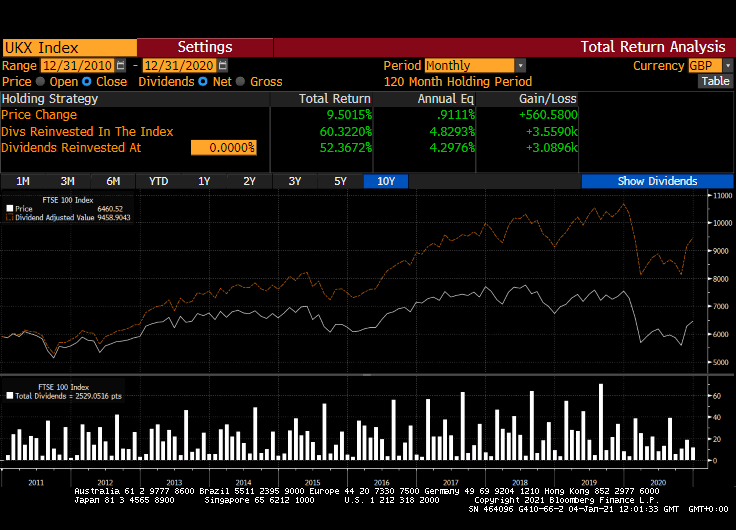 UKX Index Settings Total Return Analysis
Range 12/31/2010 - 12/31/2020 Period Monthly Currency GBP
Price Open Close Dividends Net Gross 120 Month Holding Period Table
Holding Strategy Total Return Annual Eq Gain/Loss
Price Change 9.5015% .9111% +560.5800
Divs Reinvested In The Index 60.3220% 4.8293% +3.5590k
Dividends Reinvested At 0.0000% 52.3672% 4.2976% +3.0896k
1M 3M 6M YTD 1Y 2Y 3Y 5Y 10Y Show Dividends
FTSE 100 Index
Price 6460.52
Dividend Adjusted Value 9458.9043
11000
10000
9000
8000
7000
6000
5000
FTSE 100 Index
Total Dividends = 2529.0516 pts
60
40
20
0
2011 2012 2013 2014 2015 2016 2017 2018 2019 2020
Australia 61 2 9777 8600 Brazil 5511 2395 9000 Europe 44 20 7330 7500 Germany 49 69 9204 1210 Hong Kong 852 2977 6000
Japan 81 3 4565 8900 Singapore 65 6212 1000 U.S. 1 212 318 2000 Copyright 2021 Bloomberg Finance L.P.
SN 464096 G410-66-2 04-Jan-21 12:01:33 GMT GMT+0:00